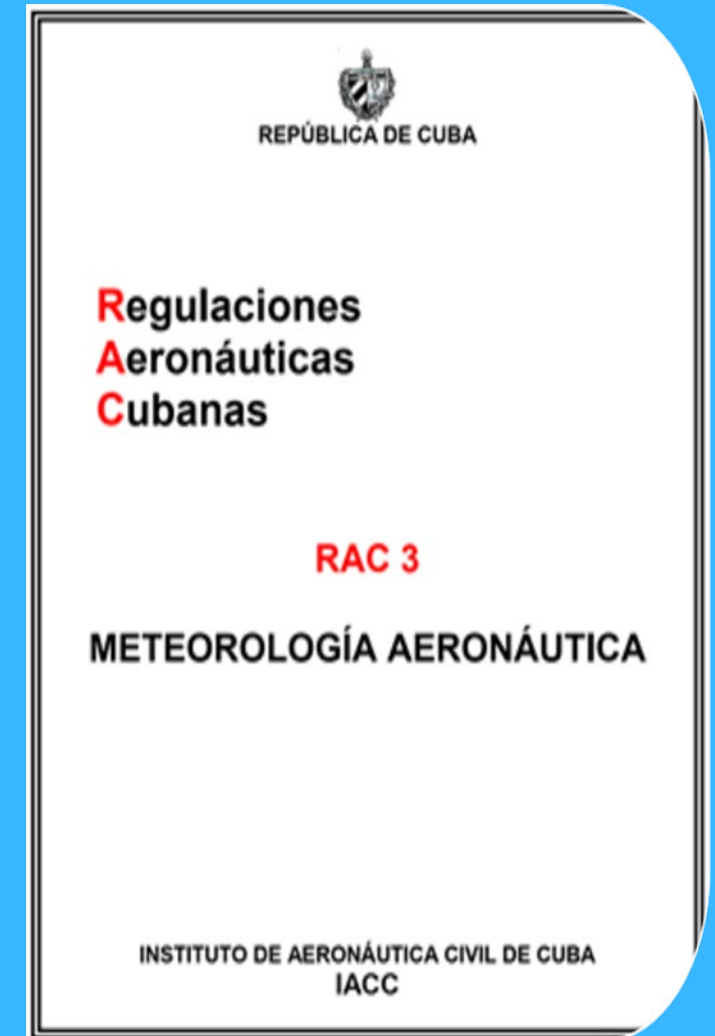 REPÚBLICA DE CUBA
Regulaciones
Aeronáuticas
Cubanas
RAC 3
METEOROLOGÍA AERONÁUTICA
INSTITUTO DE AERONÁUTICA CIVIL DE CUBA
IACC